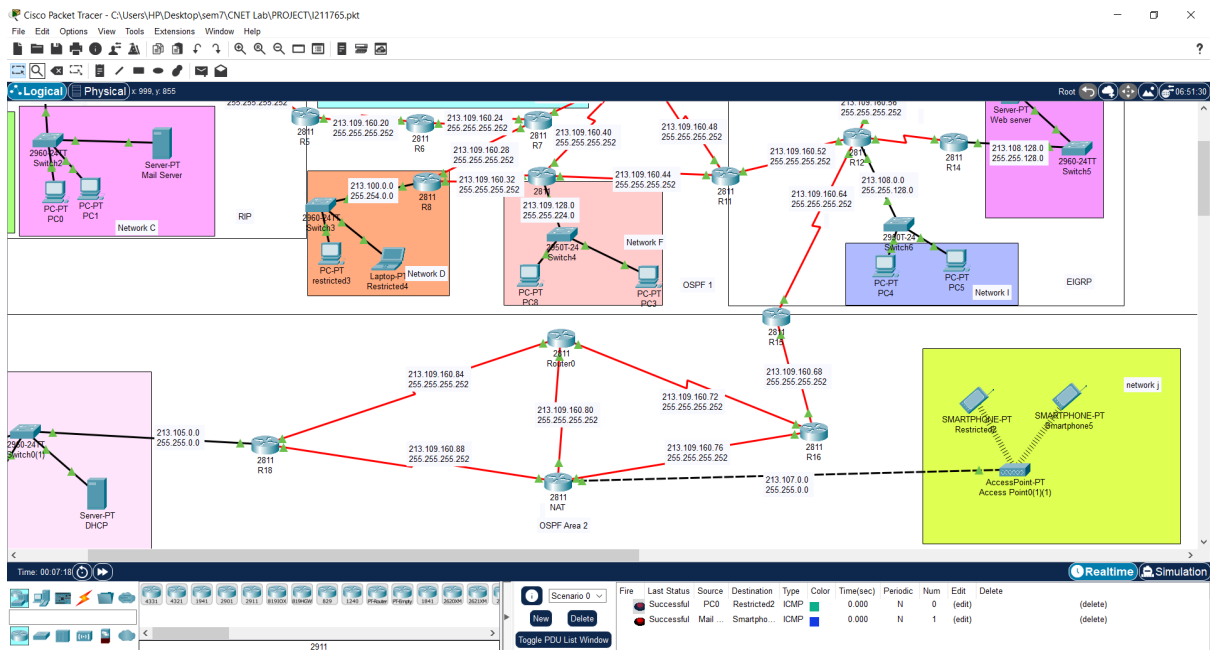 Cisco Packet Tracer - C:\Users\HP\Desktop\sem7\CNET Lab\PROJECT\I211765.pkt
File Edit Options View Tools Extensions Window Help
?
Logical Physical x: 999, y: 855
Root 06:51:30
255.255.255.252
2811
R5
213.109.160.20
255.255.255.252
2811
R6
213.109.160.24
255.255.255.252
2811
R7
213.109.160.28
255.255.255.252
213.109.160.40
255.255.255.252
213.109.160.48
255.255.255.252
213.109.160.56
255.255.255.252
2811
R12
213.109.160.52
255.255.255.252
2811
R14
213.108.128.0
255.255.128.0
Server-PT
Web server
2960-24TT
Switch5
2960-24TT
Switch2
Server-PT
Mail Server
PC-PT
PC0
PC-PT
PC1
Network C
RIP
213.100.0.0
255.254.0.0
2811
R8
213.109.160.32
255.255.255.252
2811
213.109.160.44
255.255.255.252
2811
R11
2960-24TT
Switch3
PC-PT
restricted3
Laptop-PT
Restricted4
Network D
213.109.128.0
255.255.224.0
2950T-24
Switch4
Network F
PC-PT
PC8
PC-PT
PC3
OSPF 1
213.109.160.64
255.255.255.252
213.108.0.0
255.255.128.0
2950T-24
Switch6
PC-PT
PC4
PC-PT
PC5
Network I
EIGRP
2811
R15
2811
Router0
213.109.160.84
255.255.255.252
213.109.160.80
255.255.255.252
213.109.160.72
255.255.255.252
213.109.160.68
255.255.255.252
network j
SMARTPHONE-PT
Restricted2
SMARTPHONE-PT
Smartphone5
2960-24TT
Switch0(1)
213.105.0.0
255.255.0.0
2811
R18
213.109.160.88
255.255.255.252
213.109.160.76
255.255.255.252
2811
R16
2811
NAT
213.107.0.0
255.255.0.0
AccessPoint-PT
Access Point0(1)(1)
Server-PT
DHCP
OSPF Area 2
Time: 00:07:18
Realtime Simulation
4331 4321 1941 2901 2911 819IOX 819HGW 829 1240 PT-Router PT-Empty 1841 2620XM 2621XM
2911
Scenario 0
New Delete
Toggle PDU List Window
Fire Last Status Source Destination Type Color Time(sec) Periodic Num Edit Delete
Successful PC0 Restricted2 ICMP 0.000 N 0 (edit) (delete)
Successful Mail ... Smartpho... ICMP 0.000 N 1 (edit) (delete)